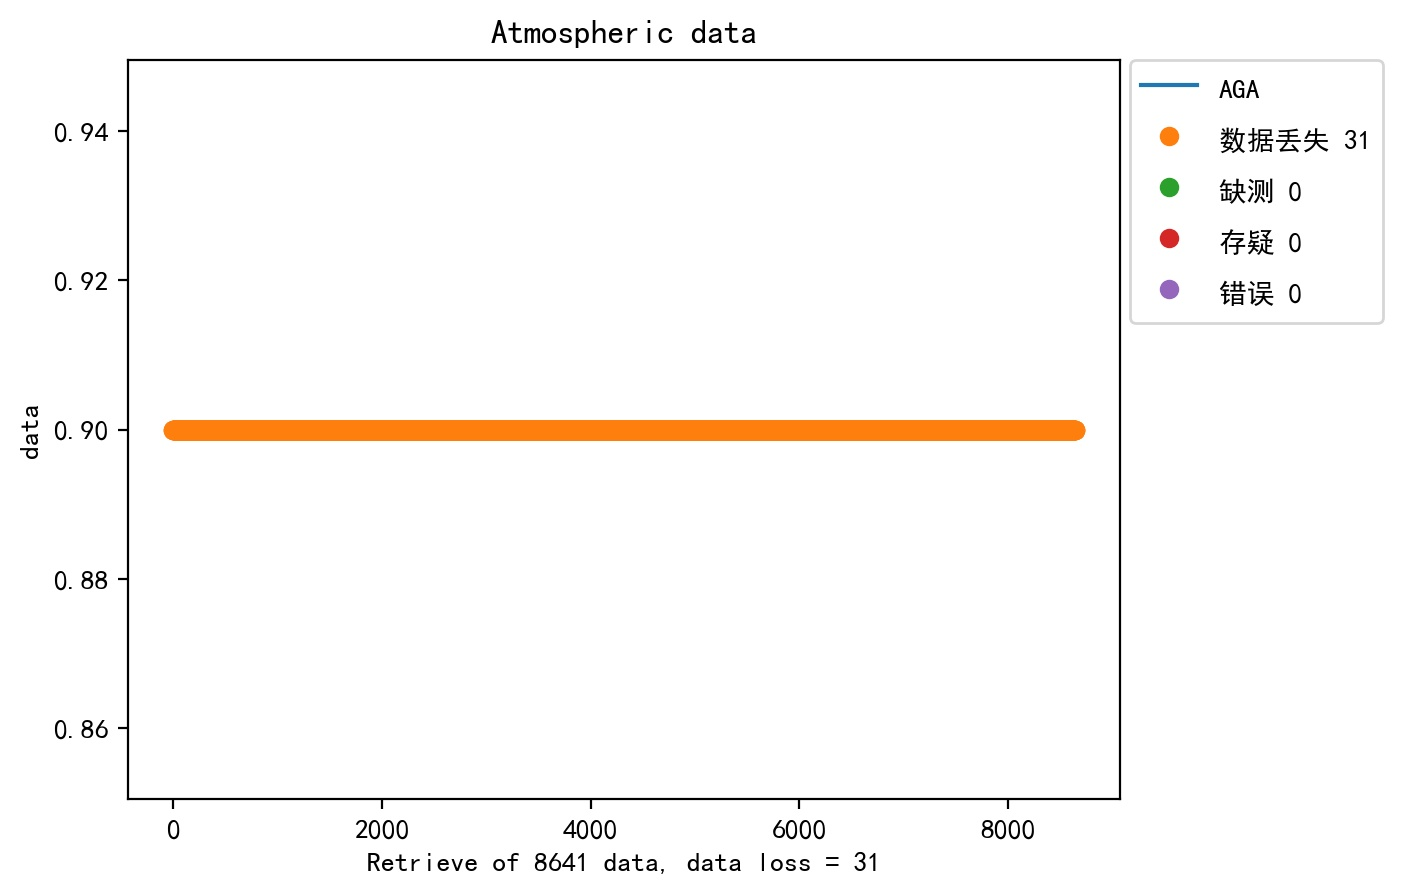 Atmospheric data
AGA
数据丢失 31
缺测 0
存疑 0
错误 0
0.94
0.92
0.90
0.88
0.86
data
0
2000
4000
6000
8000
Retrieve of 8641 data, data loss = 31